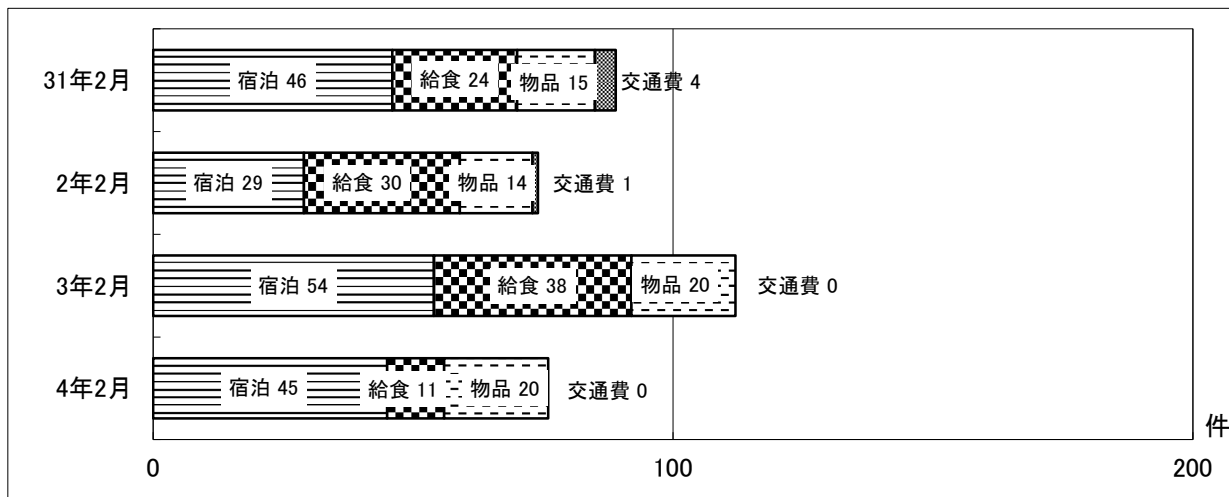 31年2月 宿泊 46 給食 24 物品 15 交通費 4
2年2月 宿泊 29 給食 30 物品 14 交通費 1
3年2月 宿泊 54 給食 38 物品 20 交通費 0
4年2月 宿泊 45 給食 11 物品 20 交通費 0
件
0 100 200